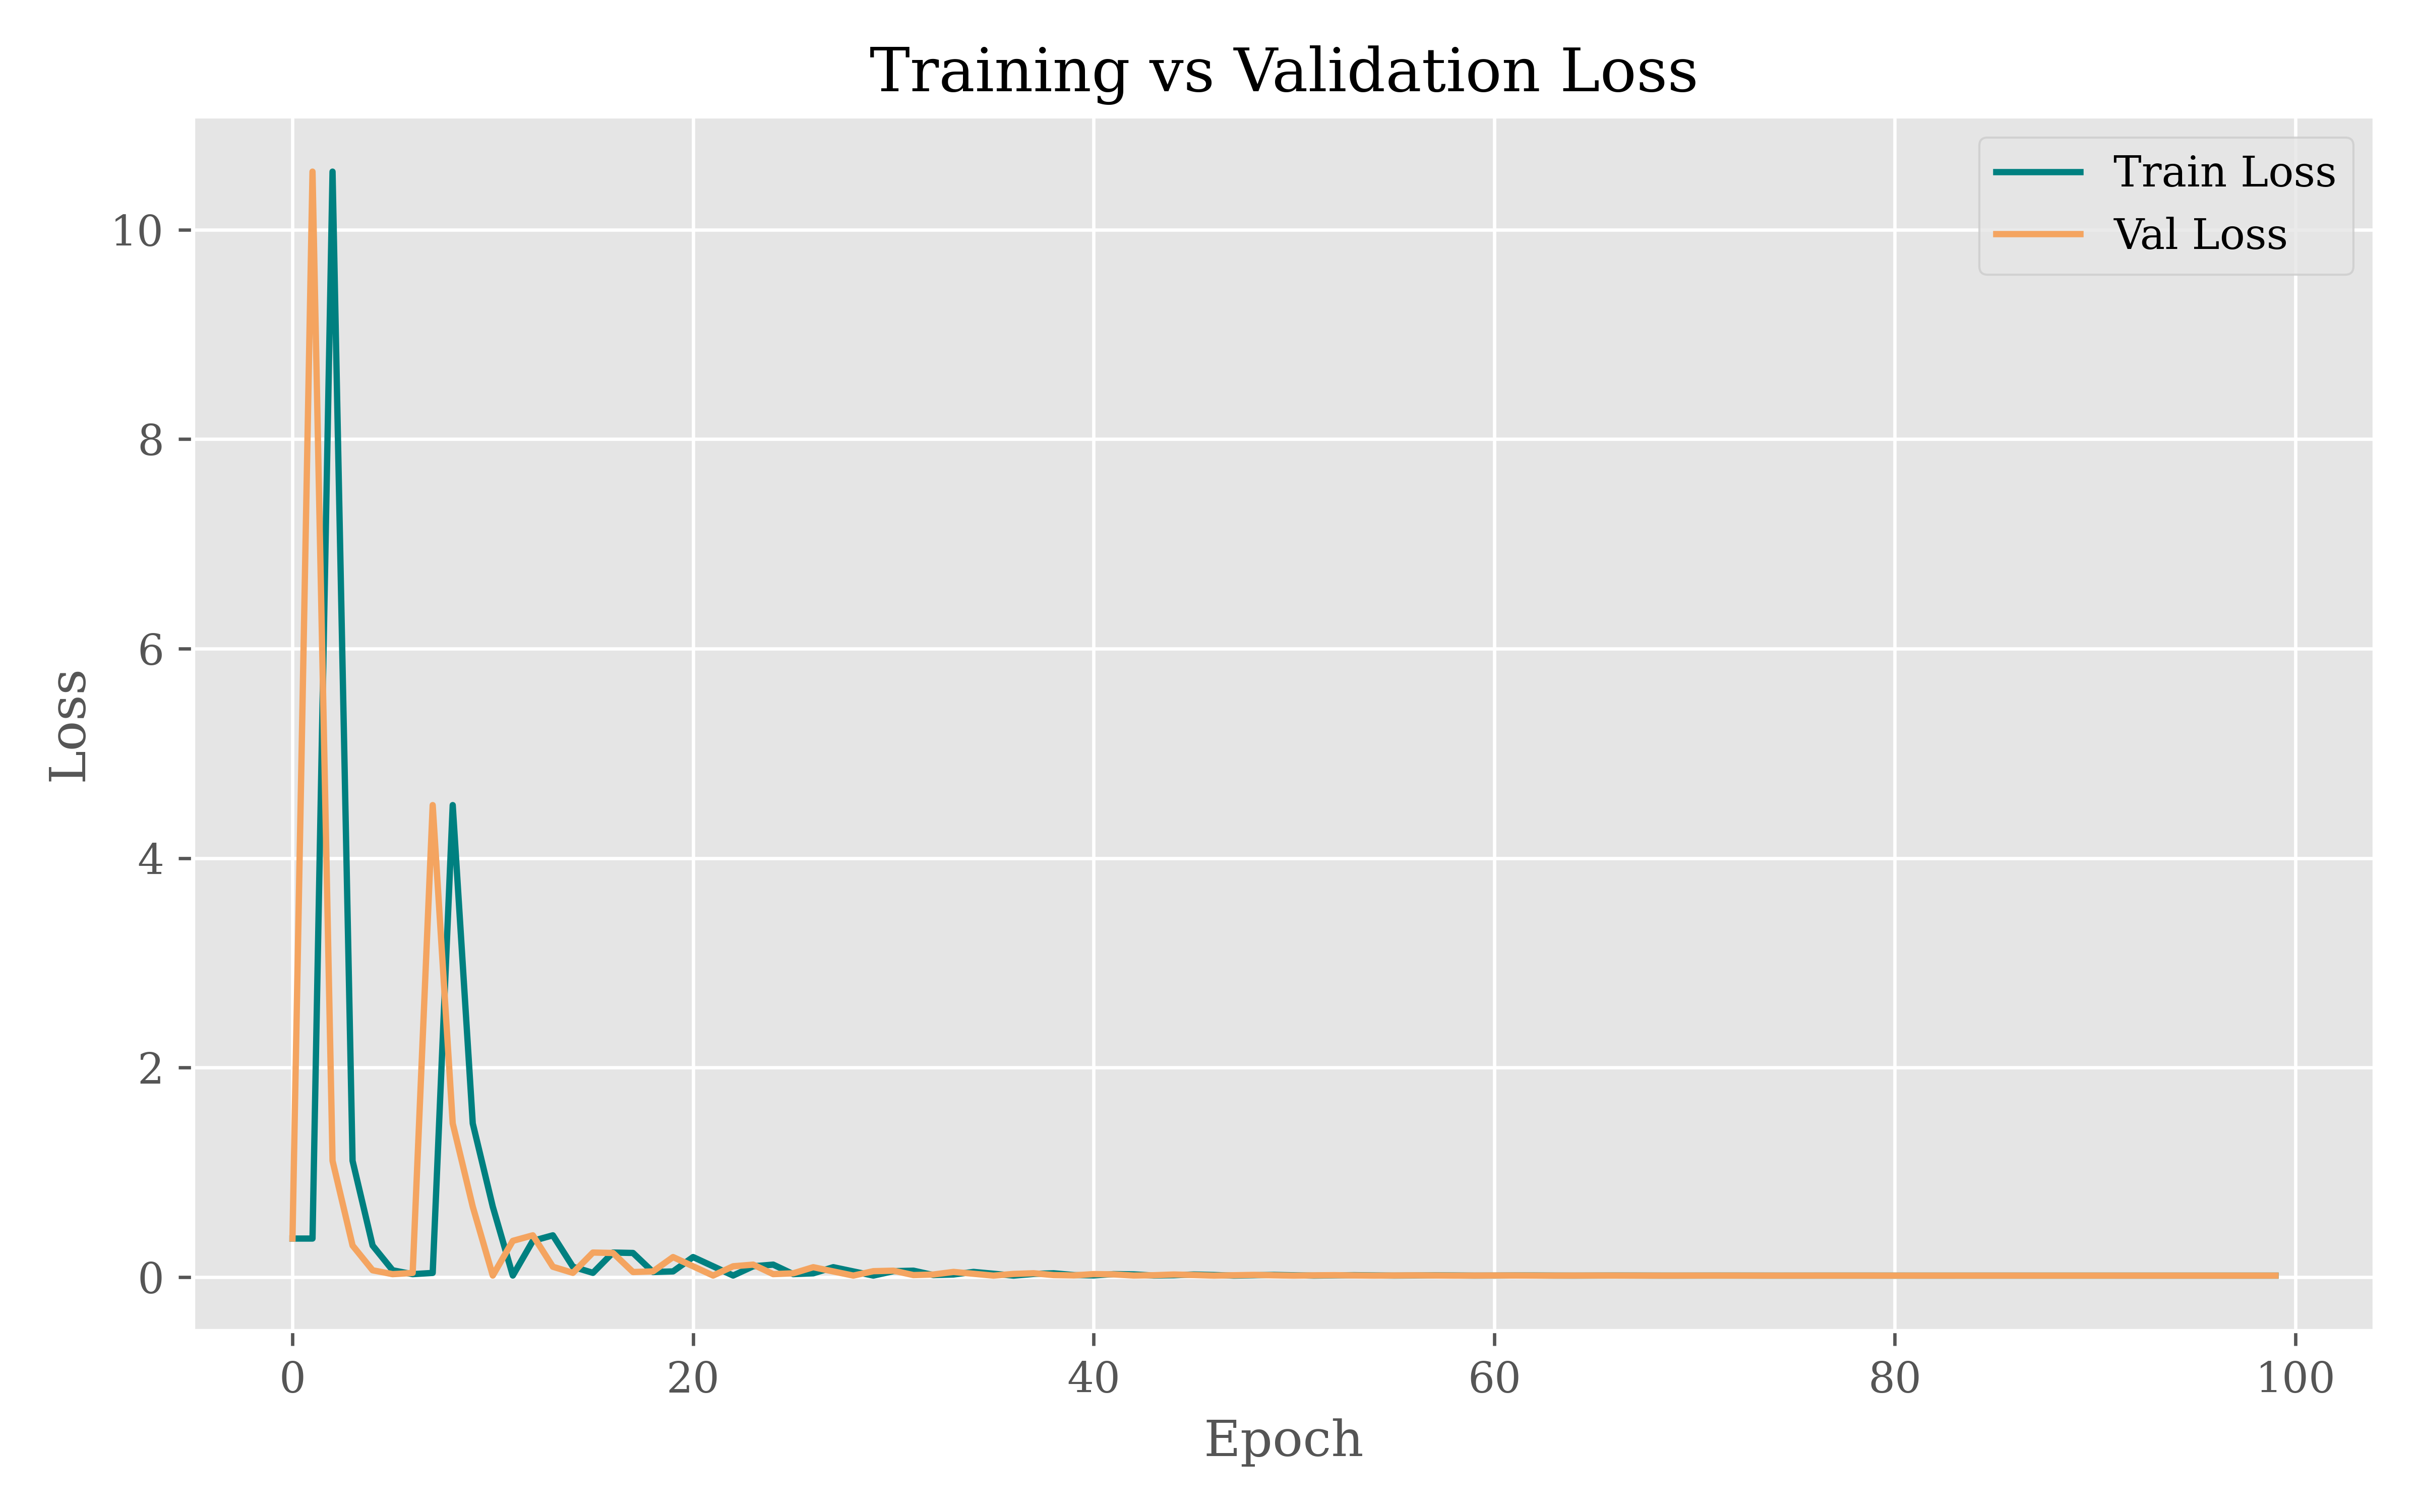 Training vs Validation Loss
Train Loss
Val Loss
10
8
6
4
2
0
Loss
0 20 40 60 80 100
Epoch